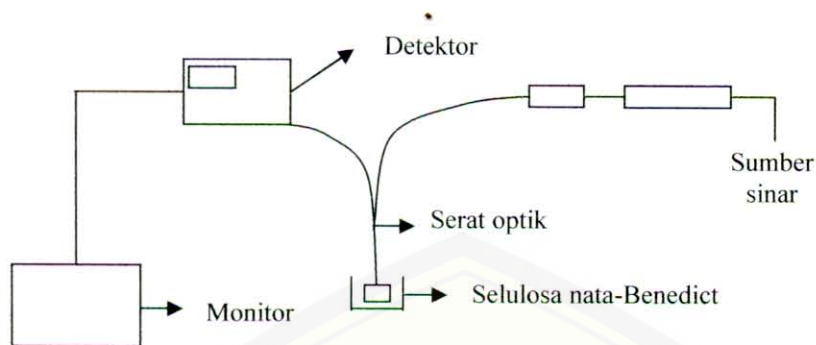 Detektor
Sumber
sinar
Serat optik
Selulosa nata-Benedict
Monitor